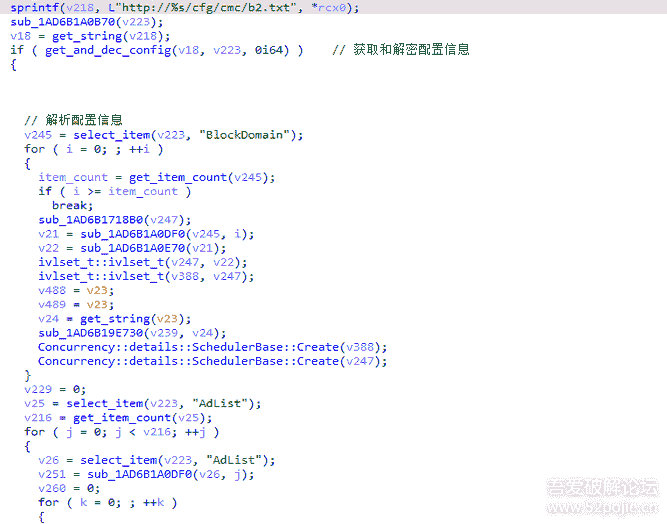 sprintf(v218, L"http://%s/cfg/cmc/b2.txt", *rcx0);
sub_1AD6B1A0B70(v223);
v18 = get_string(v218);
if ( get_and_dec_config(v18, v223, 0i64) )    // 获取和解密配置信息
{
// 解析配置信息
v245 = select_item(v223, "BlockDomain");
for ( i = 0; ; ++i )
{
item_count = get_item_count(v245);
if ( i >= item_count )
break;
sub_1AD6B1718B0(v247);
v21 = sub_1AD6B1A0DF0(v245, i);
v22 = sub_1AD6B1A0E70(v21);
ivlset_t::ivlset_t(v247, v22);
ivlset_t::ivlset_t(v388, v247);
v488 = v23;
v489 = v23;
v24 = get_string(v23);
sub_1AD6B19E730(v239, v24);
Concurrency::details::SchedulerBase::Create(v388);
Concurrency::details::SchedulerBase::Create(v247);
}
v229 = 0;
v25 = select_item(v223, "AdList");
v216 = get_item_count(v25);
for ( j = 0; j < v216; ++j )
{
v26 = select_item(v223, "AdList");
v251 = sub_1AD6B1A0DF0(v26, j);
v260 = 0;
for ( k = 0; ; ++k )
{
吾爱破解论坛
www.52pojie.cn